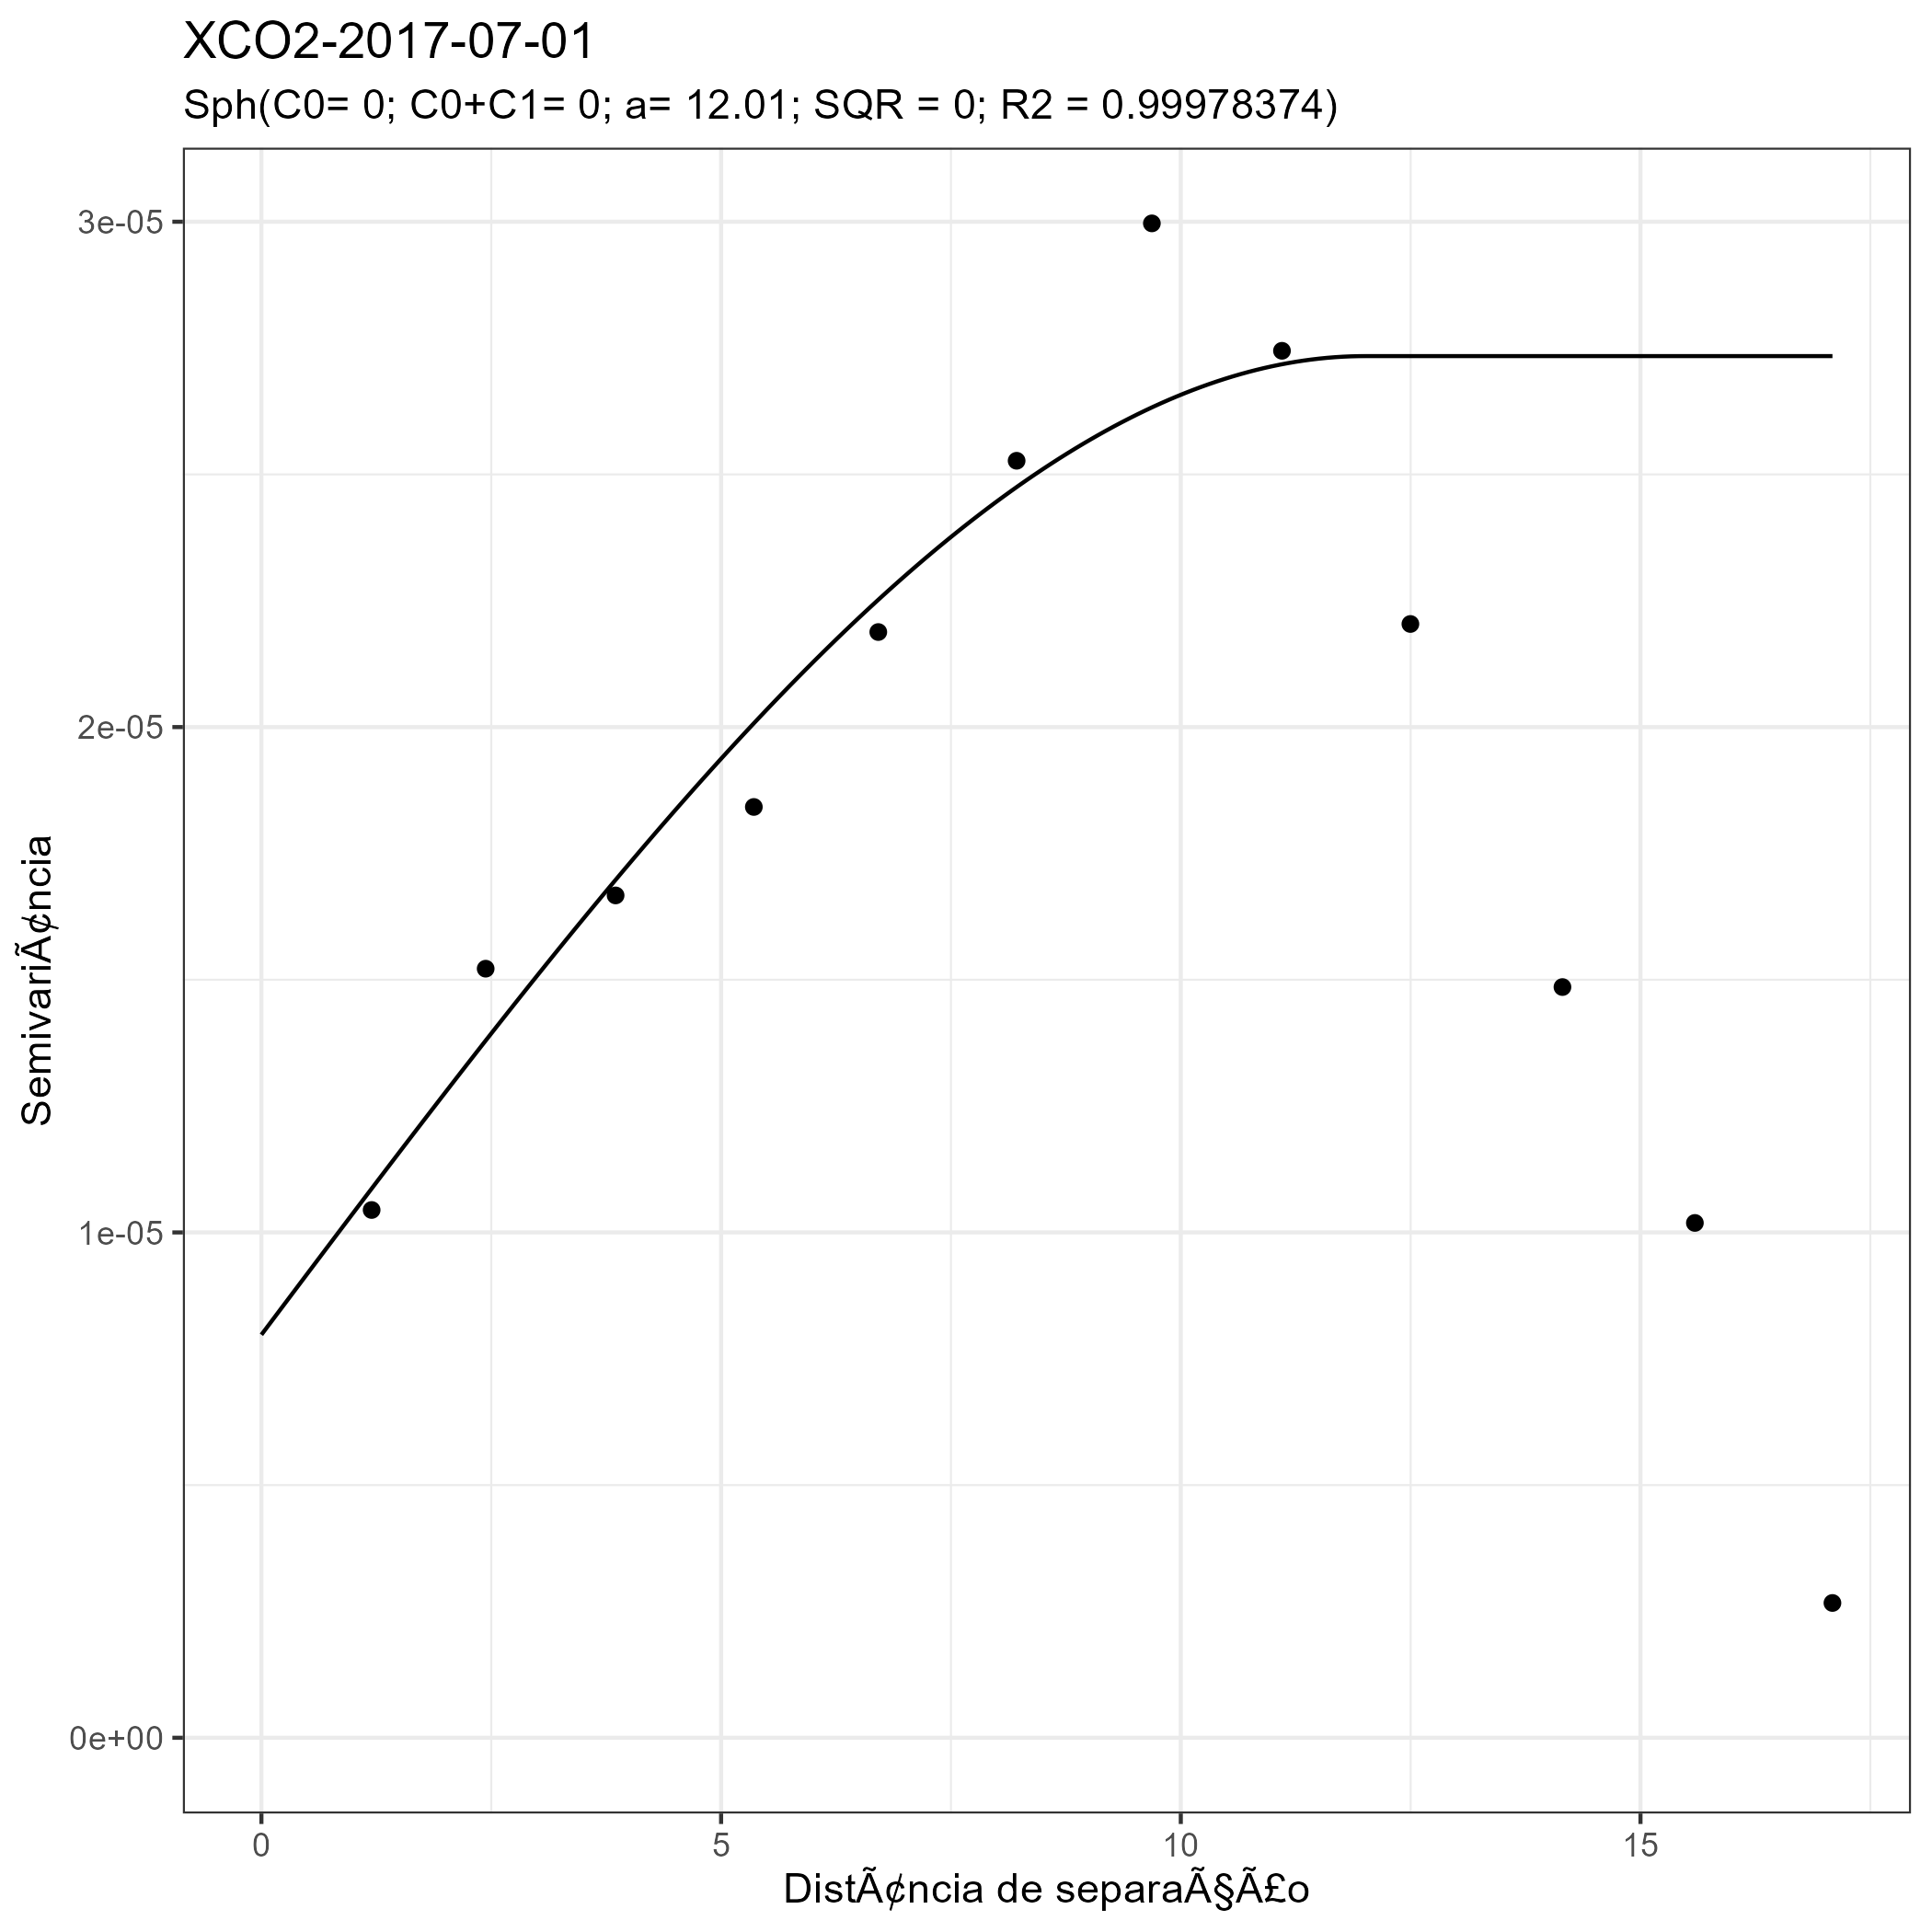 XCO2-2017-07-01
Sph(C0= 0; C0+C1= 0; a= 12.01; SQR = 0; R2 = 0.99978374)
3e-05
2e-05
1e-05
0e+00
SemivariÃ¢ncia
0 5 10 15
DistÃ¢ncia de separaÃ§Ã£o